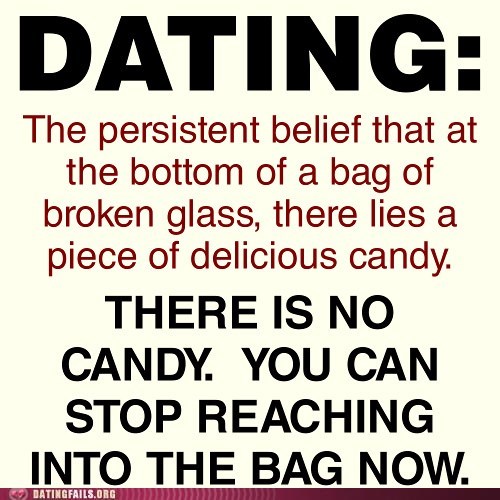 DATING:
The persistent belief that at
the bottom of a bag of
broken glass, there lies a
piece of delicious candy.
THERE IS NO
CANDY. YOU CAN
STOP REACHING
INTO THE BAG NOW.
DATINGFAILS.ORG